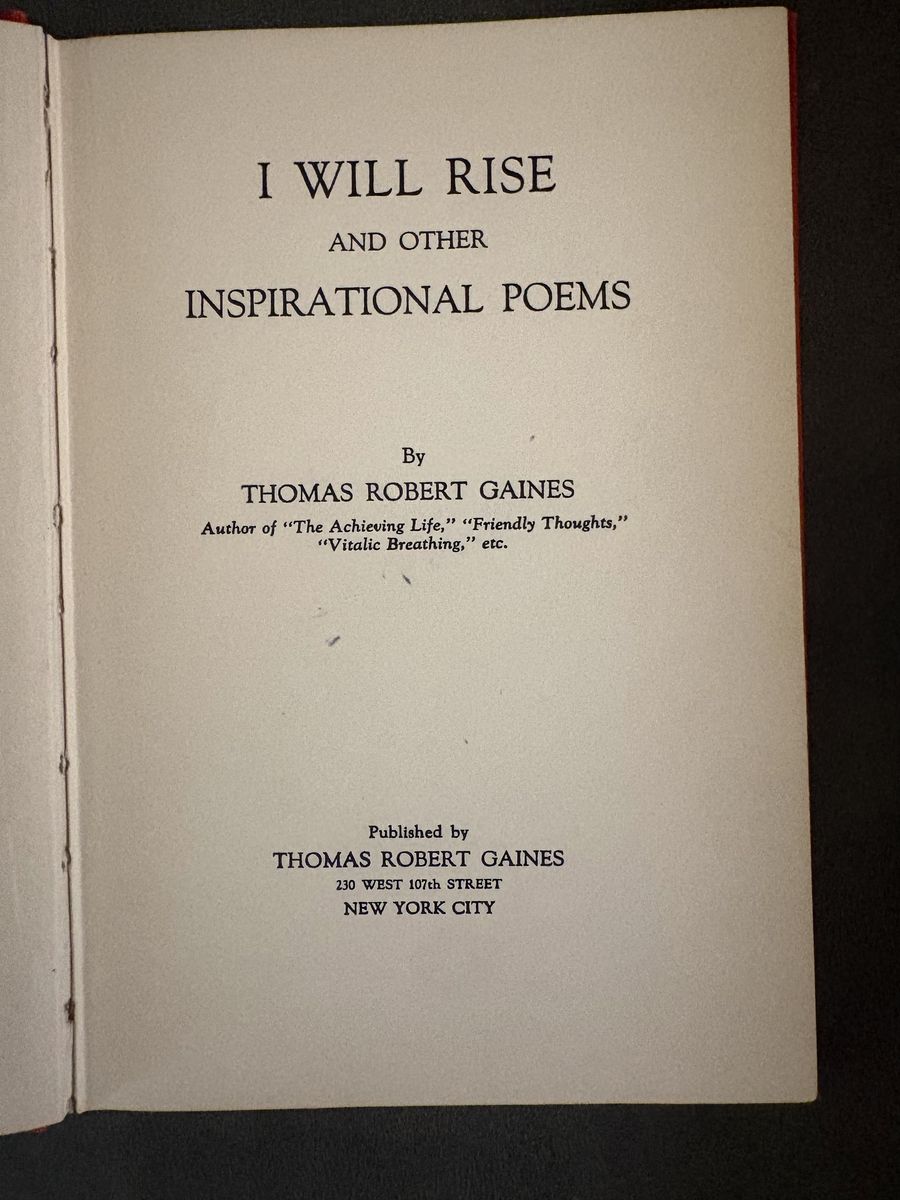 I WILL RISE
AND OTHER
INSPIRATIONAL POEMS
By
THOMAS ROBERT GAINES
Author of “The Achieving Life,” “Friendly Thoughts,”
“Vitalic Breathing,” etc.
Published by
THOMAS ROBERT GAINES
230 WEST 107th STREET
NEW YORK CITY